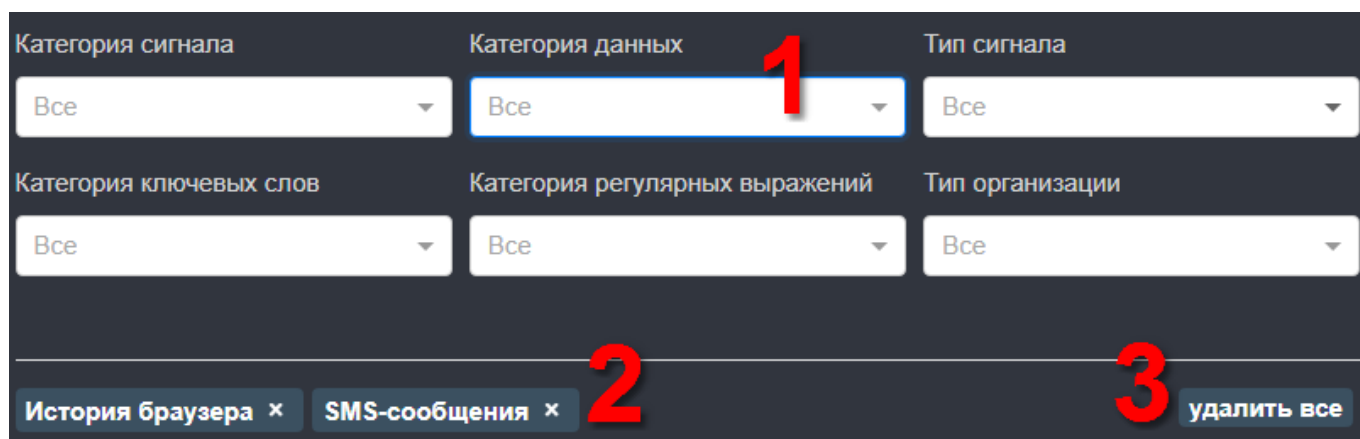 Категория сигнала Категория данных Тип сигнала
1
Все Все Все
Категория ключевых слов Категория регулярных выражений Тип организации
Все Все Все
История браузера × SMS-сообщения × 2 3 удалить все